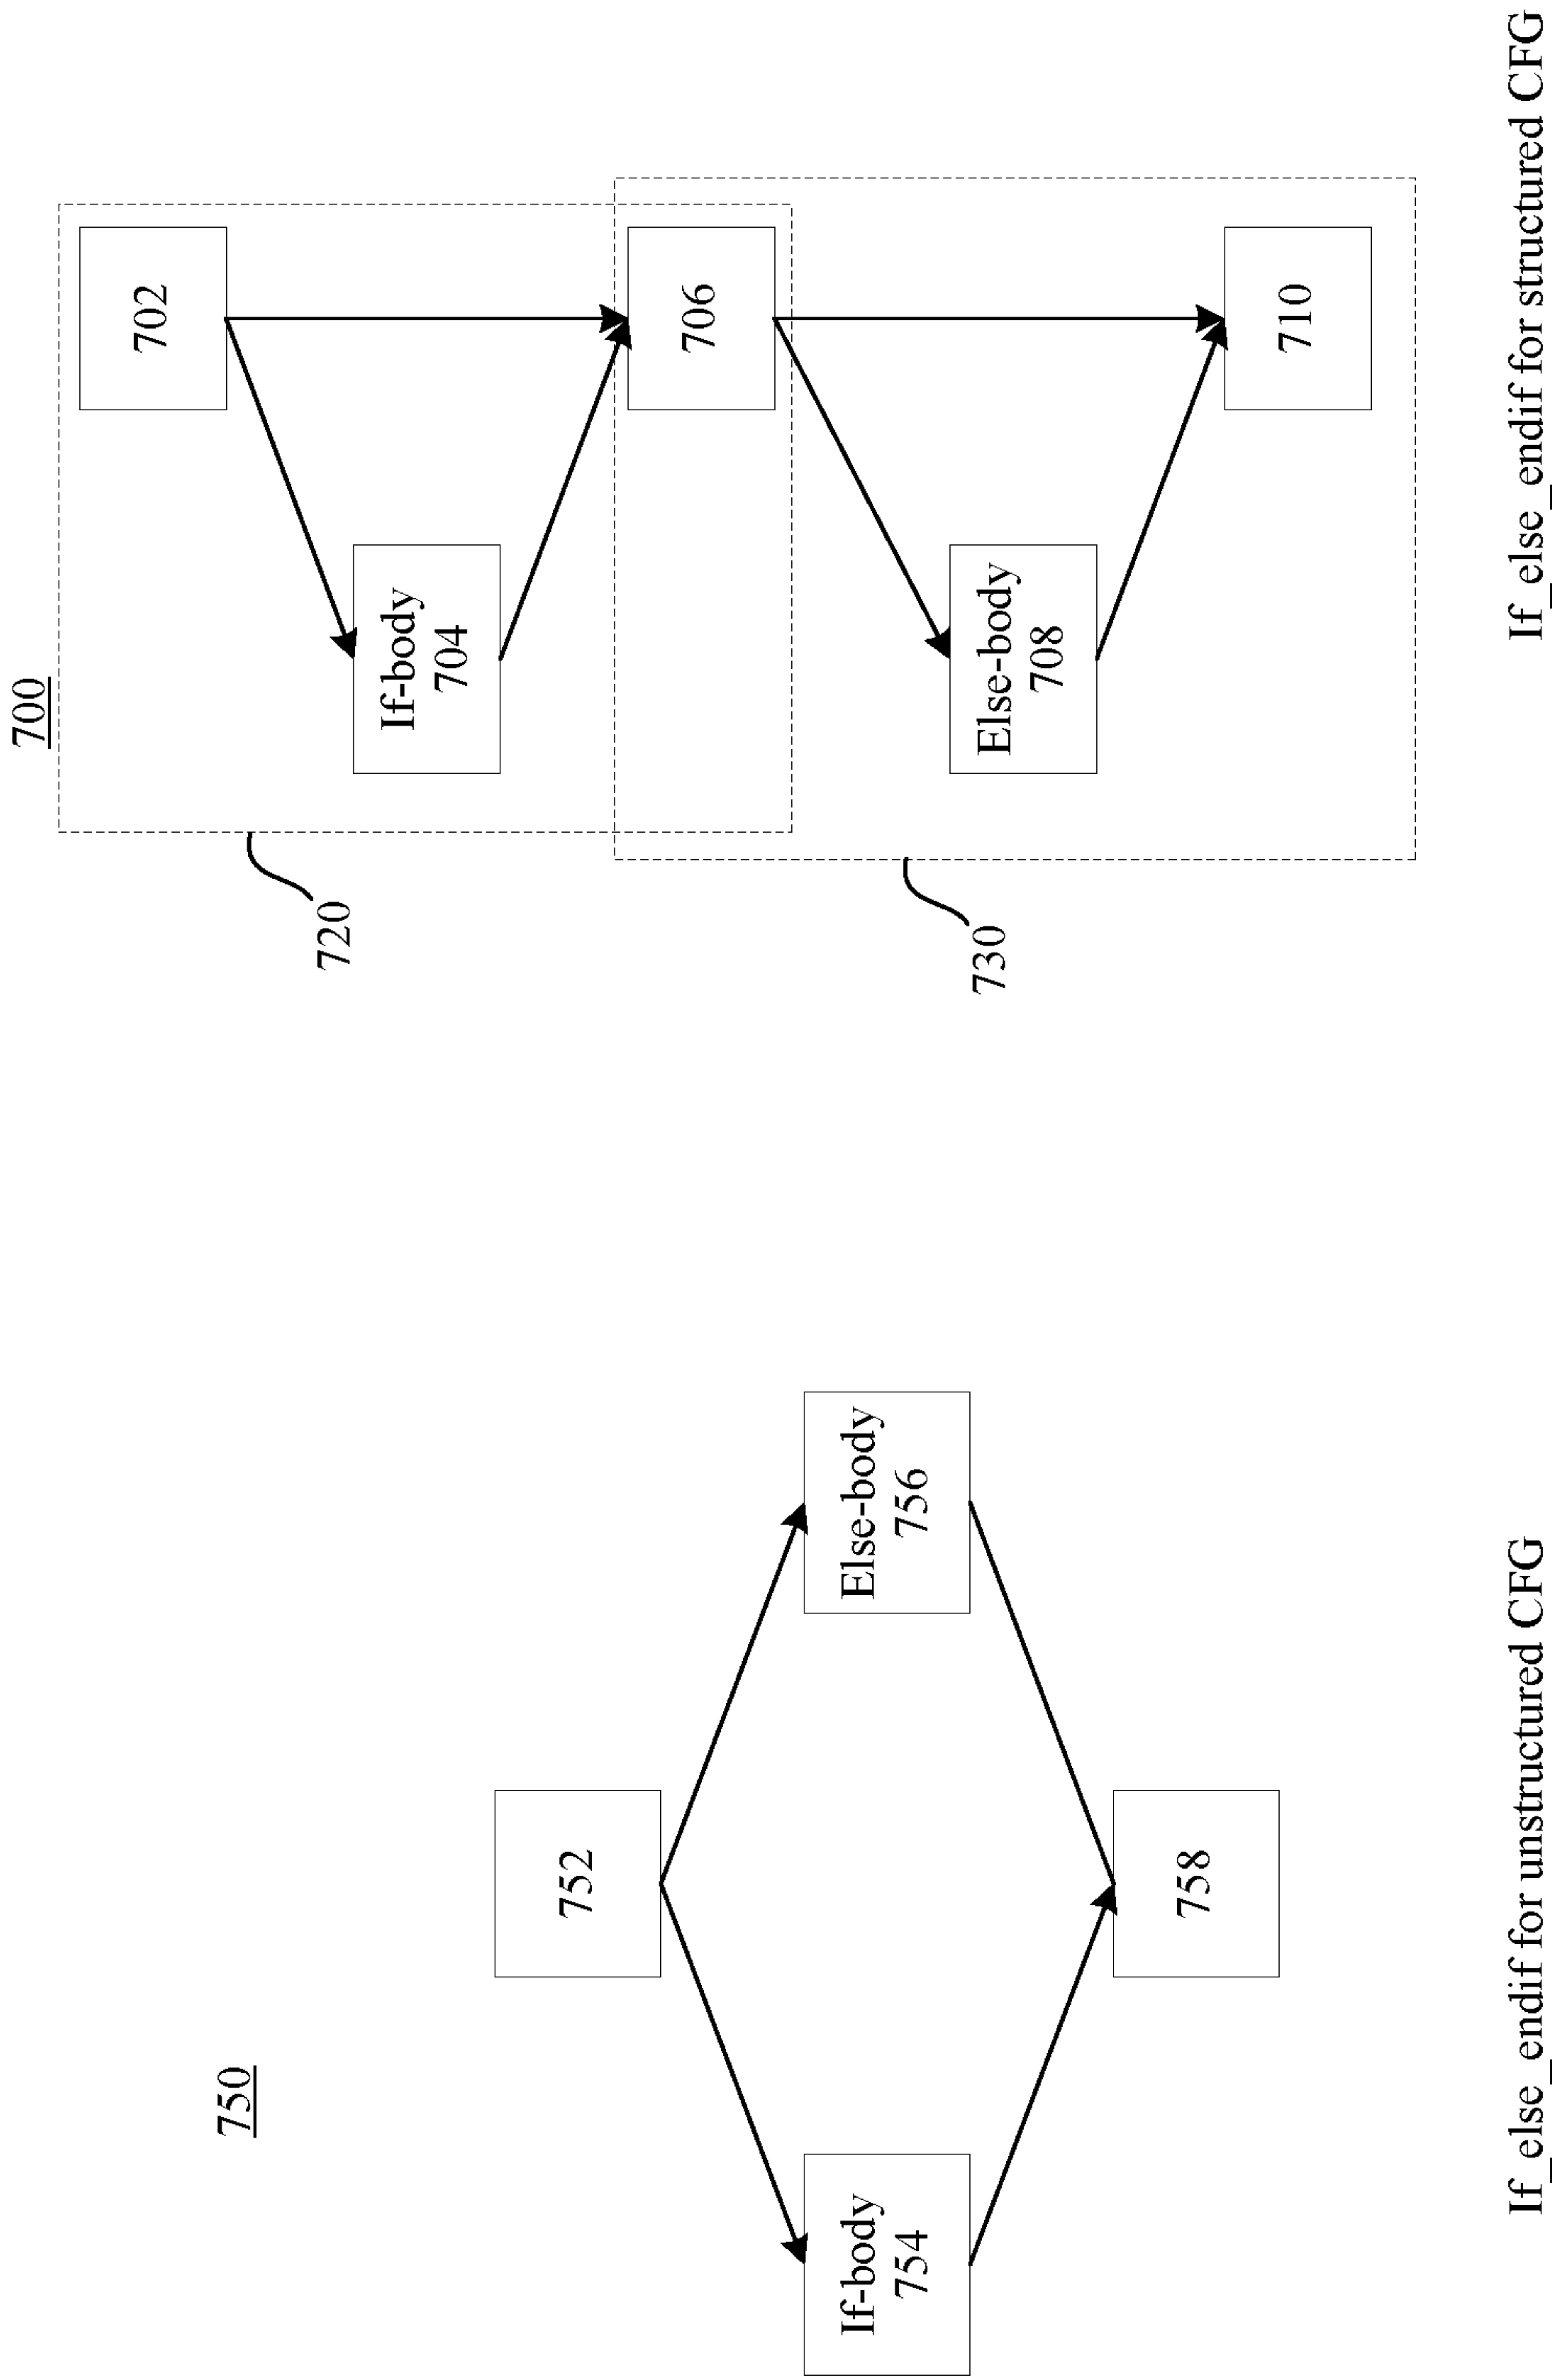 750
752
If-body
754
Else-body
756
758
If_else_endif for unstructured CFG
700
702
If-body
704
706
720
Else-body
708
710
730
If_else_endif for structured CFG